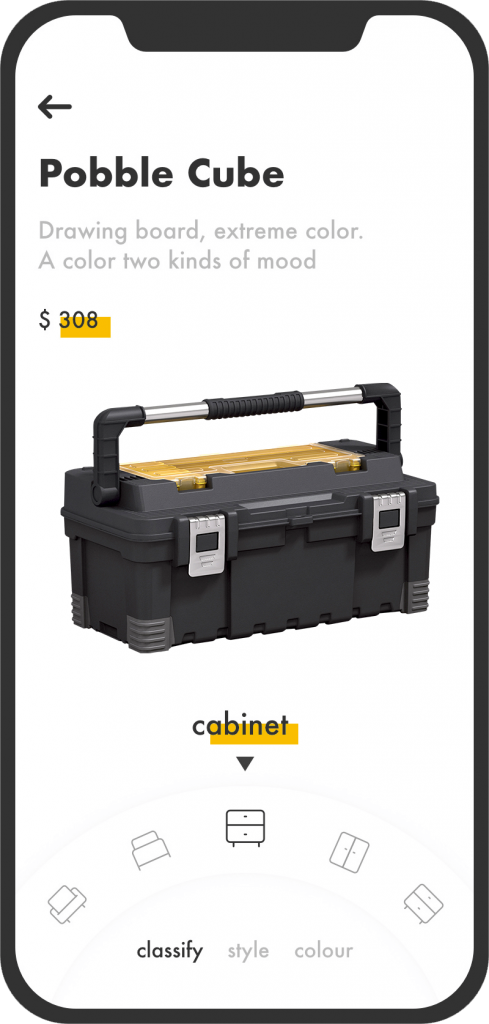 Pobble Cube
Drawing board, extreme color.
A color two kinds of mood
$ 308
cabinet
classify style colour